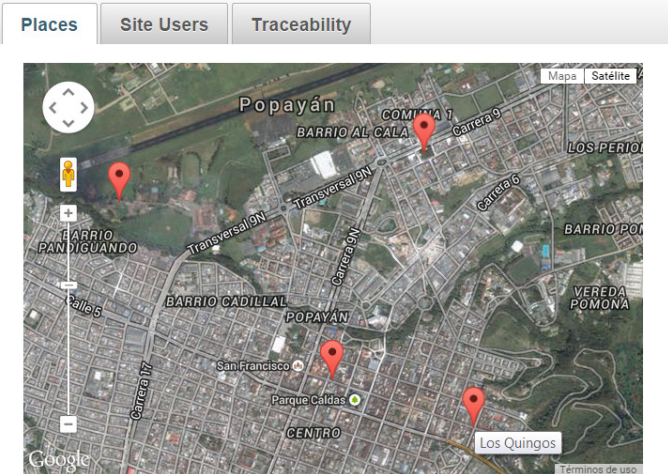 Places
Site Users
Traceability
Mapa
Satélite
Popayán
COMUNA 1
BARRIO AL CALA
Carrera 9
LOS PERIOD
Transversal 9N
Carrera 6
BARRIO
PANDIGUANDO
Transversal 9N
Carrera 9N
BARRIO POM
VEREDA
POMONA
Calle 5
BARRIO CADILLAL
POPAYÁN
San Francisco
Carrera 17
Parque Caldas
CENTRO
Los Quingos
Google
Términos de uso